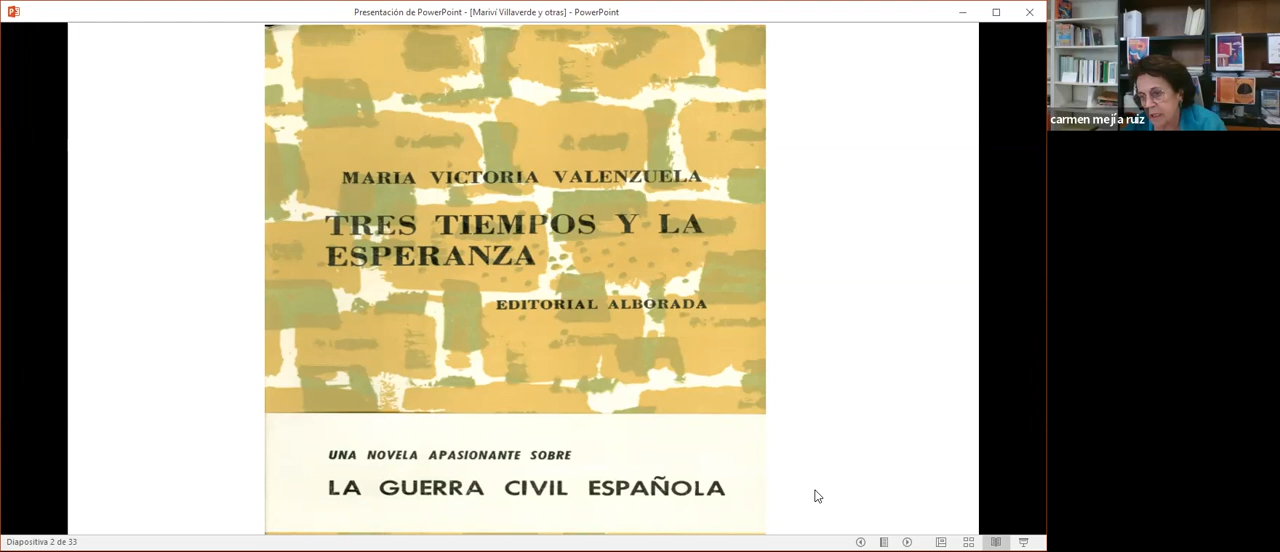 Presentación de PowerPoint - [Mariví Villaverde y otras] - PowerPoint
carmen mejía ruiz
MARIA VICTORIA VALENZUELA
TRES TIEMPOS Y LA
ESPERANZA
EDITORIAL ALBORADA
UNA NOVELA APASIONANTE SOBRE
LA GUERRA CIVIL ESPAÑOLA
Diapositiva 2 de 33